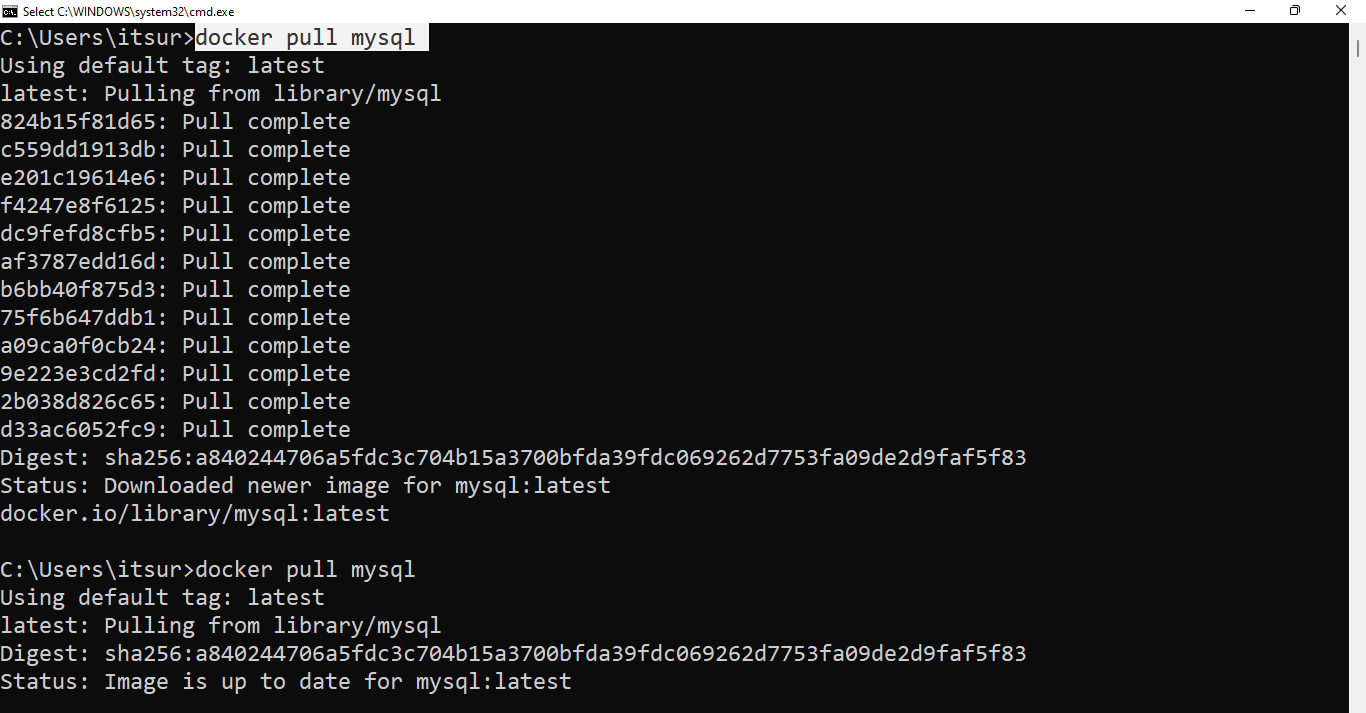 Select C:\WINDOWS\system32\cmd.exe
C:\Users\itsur>docker pull mysql
Using default tag: latest
latest: Pulling from library/mysql
824b15f81d65: Pull complete
c559dd1913db: Pull complete
e201c19614e6: Pull complete
f4247e8f6125: Pull complete
dc9fefd8cfb5: Pull complete
af3787edd16d: Pull complete
b6bb40f875d3: Pull complete
75f6b647ddb1: Pull complete
a09ca0f0cb24: Pull complete
9e223e3cd2fd: Pull complete
2b038d826c65: Pull complete
d33ac6052fc9: Pull complete
Digest: sha256:a840244706a5fdc3c704b15a3700bfda39fdc069262d7753fa09de2d9faf5f83
Status: Downloaded newer image for mysql:latest
docker.io/library/mysql:latest
C:\Users\itsur>docker pull mysql
Using default tag: latest
latest: Pulling from library/mysql
Digest: sha256:a840244706a5fdc3c704b15a3700bfda39fdc069262d7753fa09de2d9faf5f83
Status: Image is up to date for mysql:latest